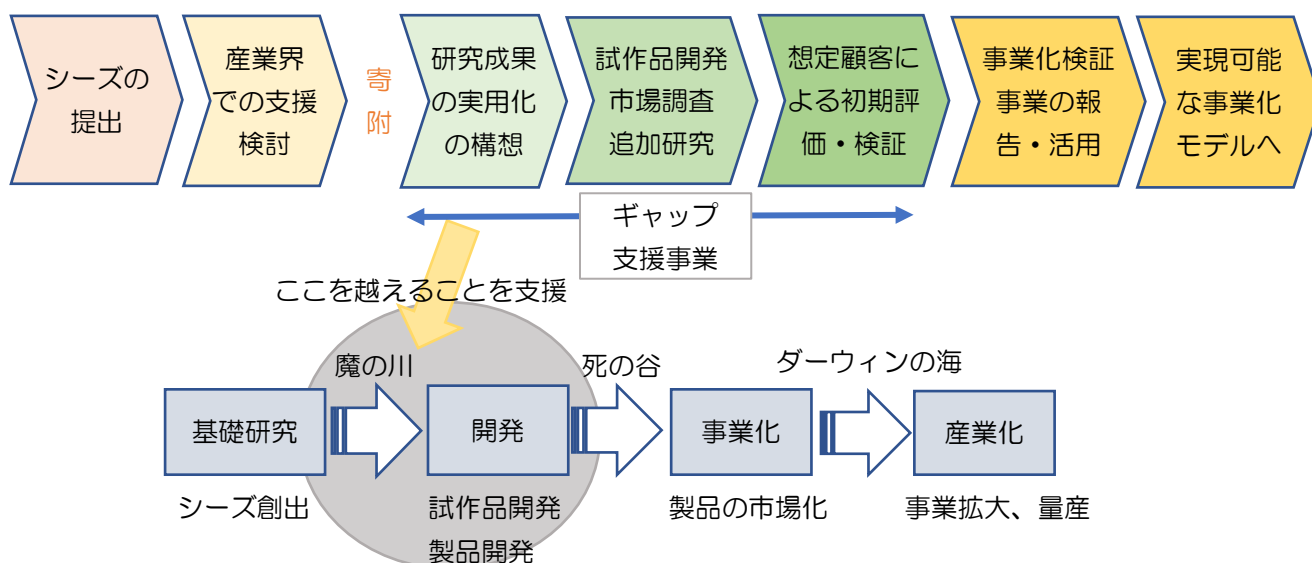 シーズの
提出
産業界
での支援
検討
寄
附
研究成果
の実用化
の構想
試作品開発
市場調査
追加研究
想定顧客に
よる初期評
価・検証
事業化検証
事業の報
告・活用
実現可能
な事業化
モデルへ
ギャップ
支援事業
ここを越えることを支援
魔の川
死の谷
ダーウィンの海
基礎研究
開発
事業化
産業化
シーズ創出
試作品開発
製品開発
製品の市場化
事業拡大、量産